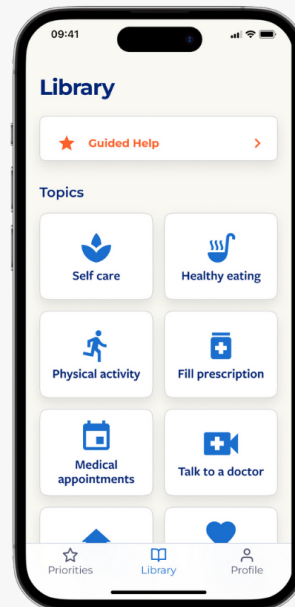 09:41
Library
Guided Help
Topics
Self care
Healthy eating
Physical activity
Fill prescription
Medical
appointments
Talk to a doctor
Priorities
Library
Profile